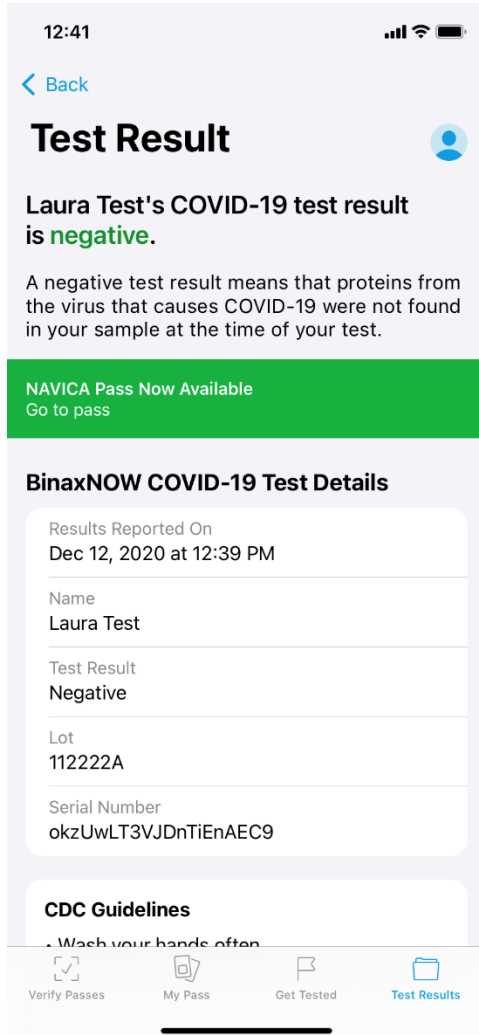 12:41
Back
Test Result
Laura Test's COVID-19 test result
is negative.
A negative test result means that proteins from
the virus that causes COVID-19 were not found
in your sample at the time of your test.
NAVICA Pass Now Available
Go to pass
BinaxNOW COVID-19 Test Details
Results Reported On
Dec 12, 2020 at 12:39 PM
Name
Laura Test
Test Result
Negative
Lot
112222A
Serial Number
okzUwLT3VJDnTiEnAEC9
CDC Guidelines
• Wash your hands often
Verify Passes
My Pass
Get Tested
Test Results